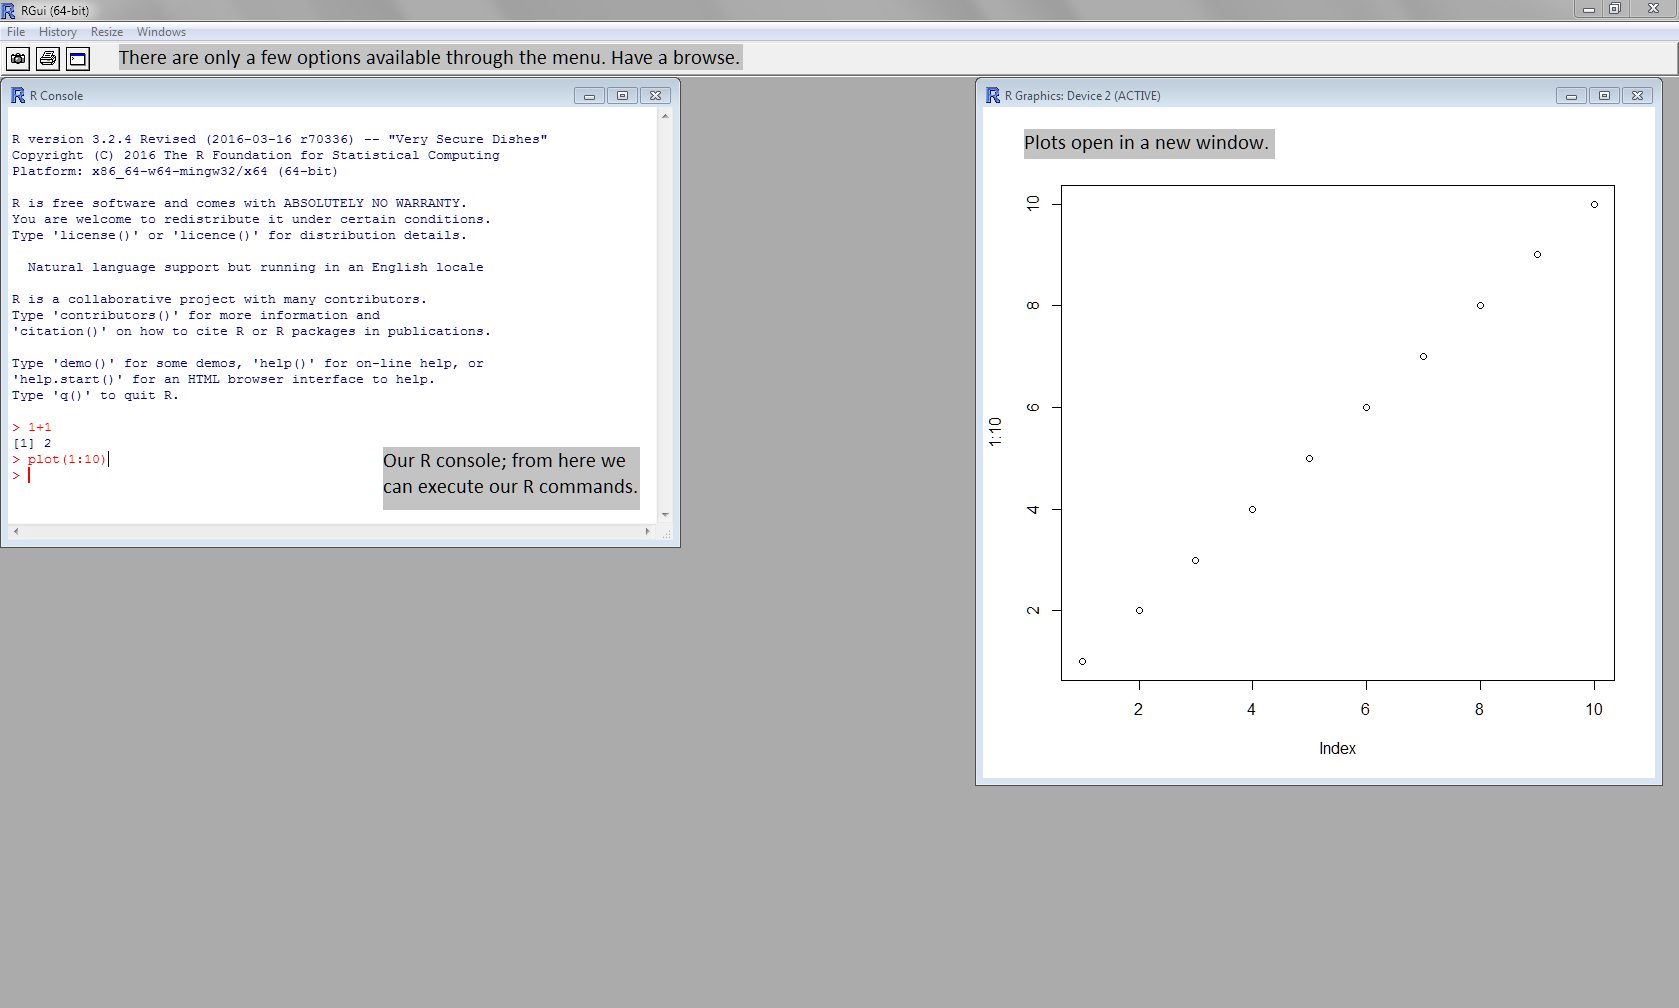 RGui (64-bit)
File History Resize Windows
There are only a few options available through the menu. Have a browse.
R Console
R version 3.2.4 Revised (2016-03-16 r70336) -- "Very Secure Dishes"
Copyright (C) 2016 The R Foundation for Statistical Computing
Platform: x86_64-w64-mingw32/x64 (64-bit)
R is free software and comes with ABSOLUTELY NO WARRANTY.
You are welcome to redistribute it under certain conditions.
Type 'license()' or 'licence()' for distribution details.
Natural language support but running in an English locale
R is a collaborative project with many contributors.
Type 'contributors()' for more information and
'citation()' on how to cite R or R packages in publications.
Type 'demo()' for some demos, 'help()' for on-line help, or
'help.start()' for an HTML browser interface to help.
Type 'q()' to quit R.
> 1+1
[1] 2
> plot(1:10)
>
Our R console; from here we
can execute our R commands.
R Graphics: Device 2 (ACTIVE)
Plots open in a new window.
10
8
6
4
2
1:10
2 4 6 8 10
Index